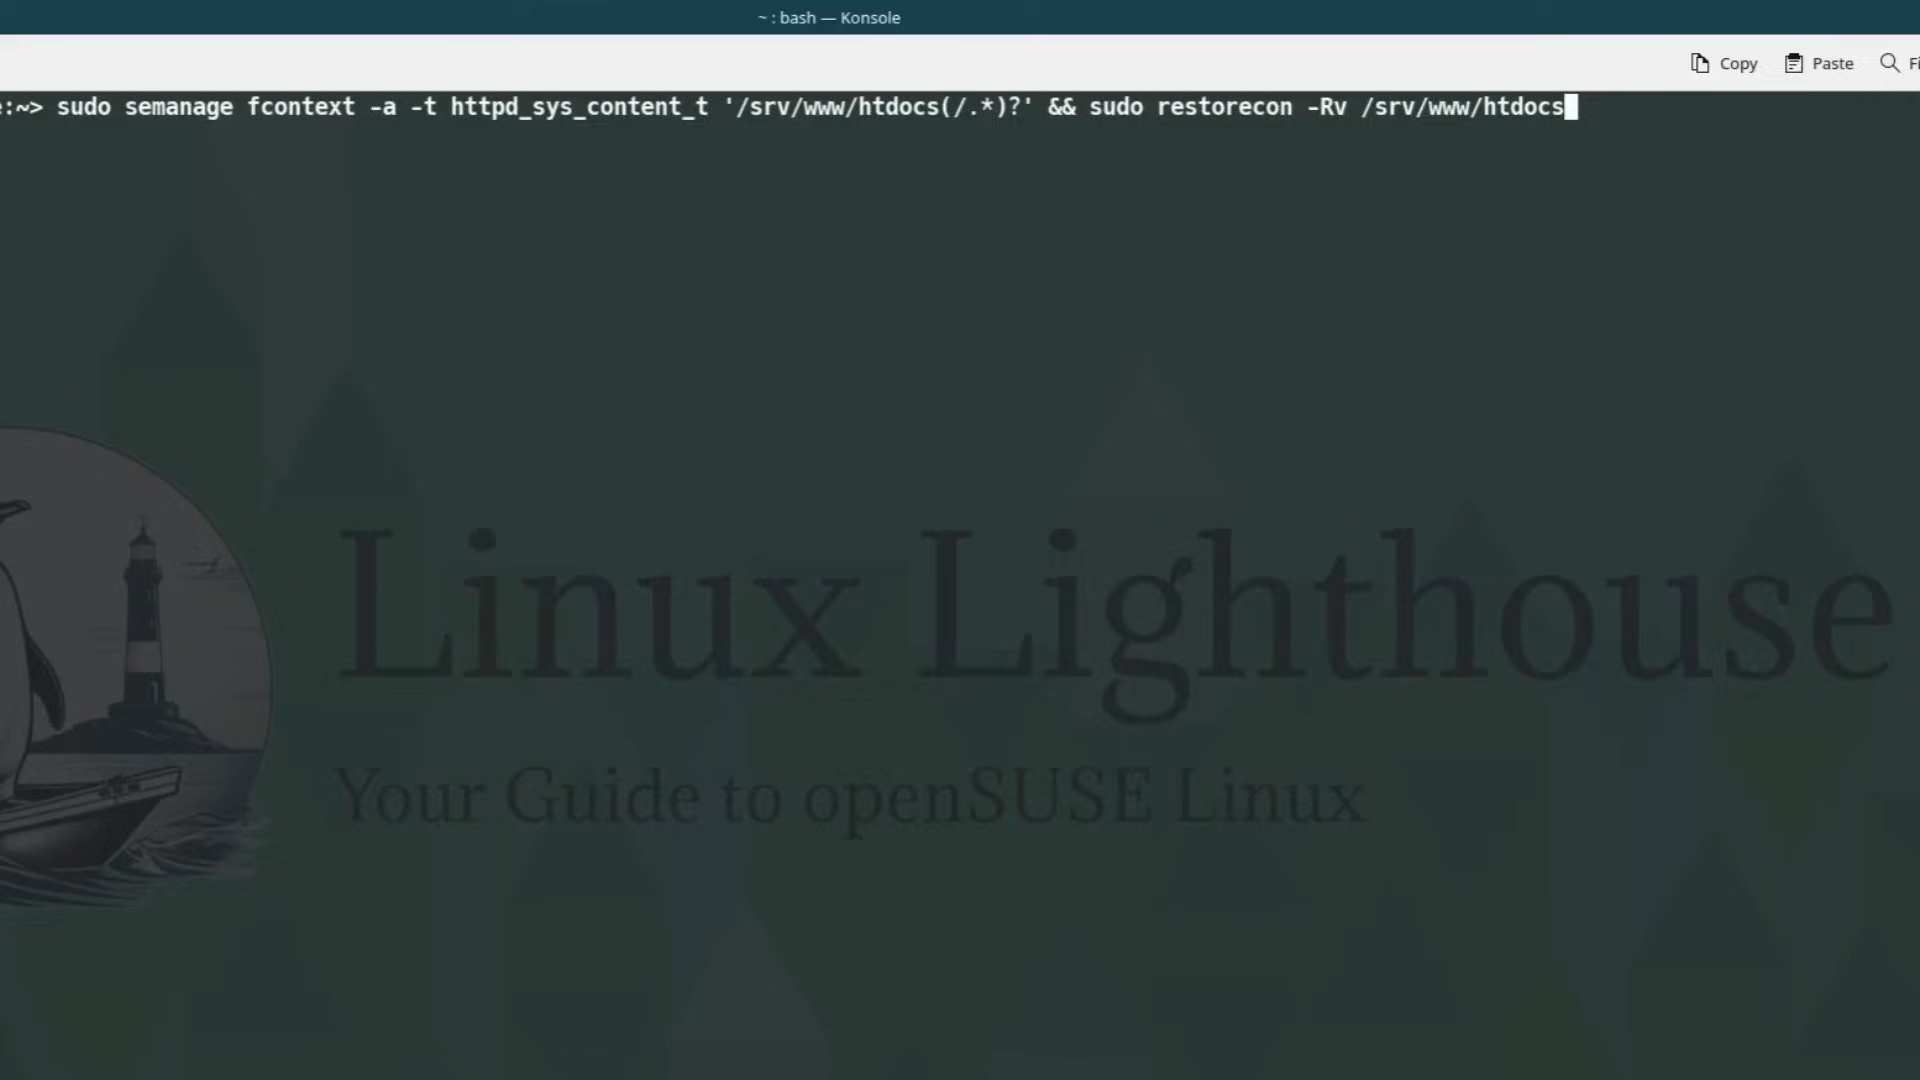 ~ : bash — Konsole
Copy Paste Fi
e:~> sudo semanage fcontext -a -t httpd_sys_content_t '/srv/www/htdocs(/.*)?' && sudo restorecon -Rv /srv/www/htdocs
Linux Lighthouse
Your Guide to openSUSE Linux